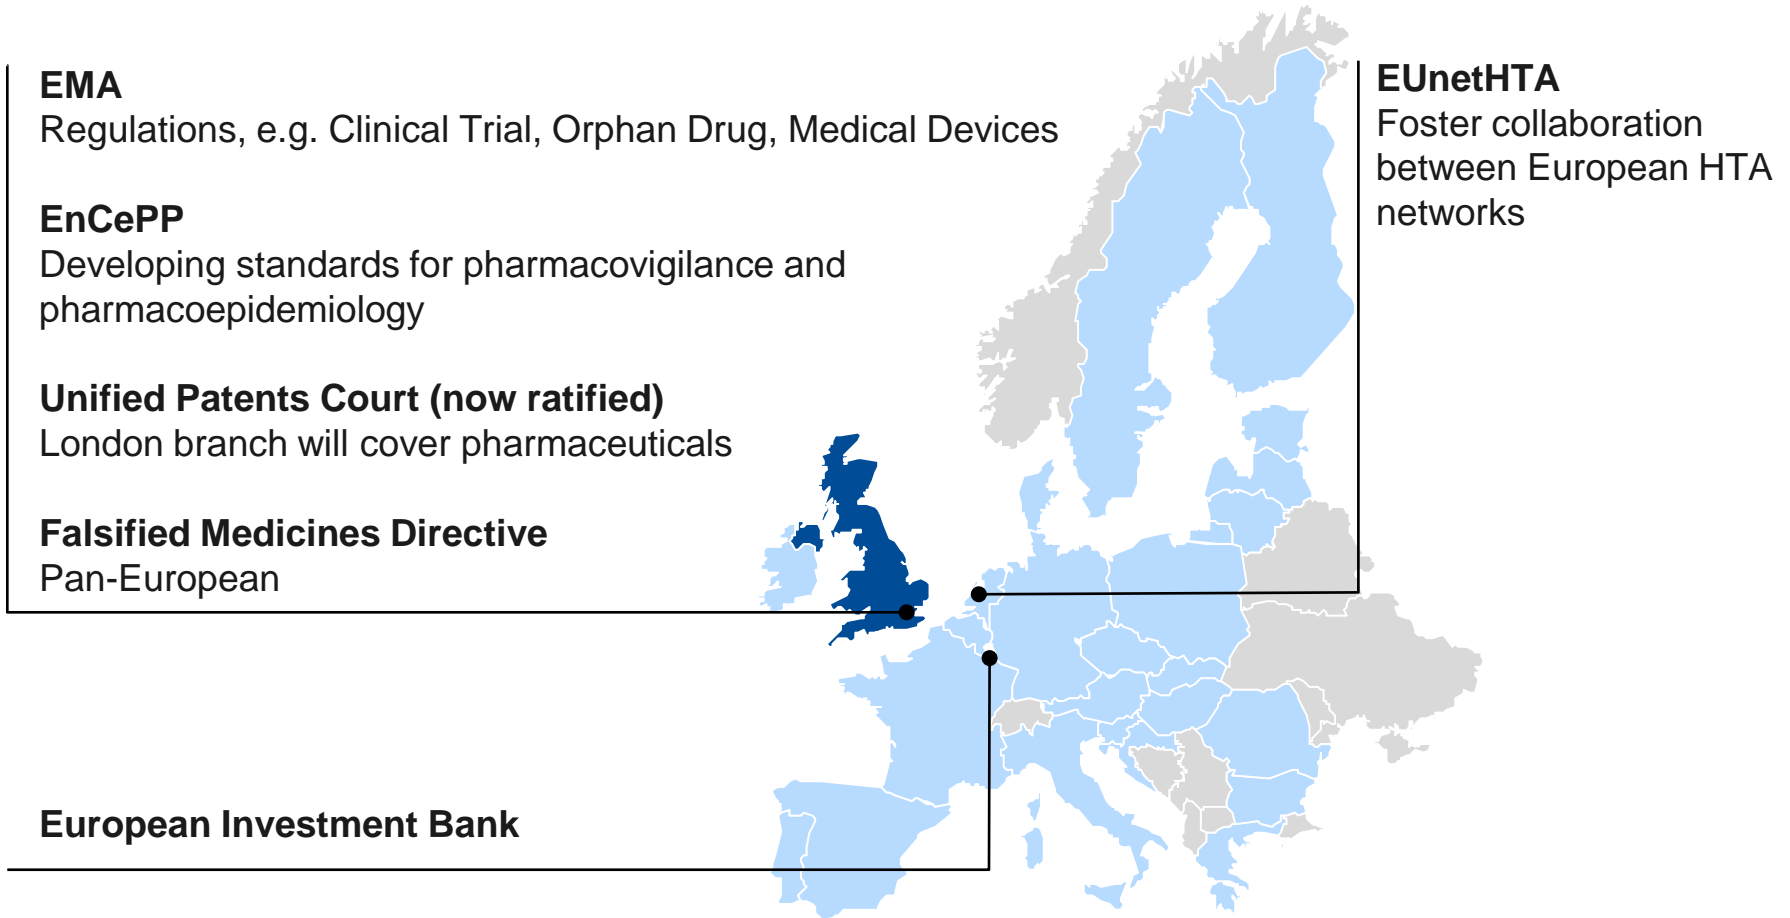 EMA
Regulations, e.g. Clinical Trial, Orphan Drug, Medical Devices
EnCePP
Developing standards for pharmacovigilance and
pharmacoepidemiology
Unified Patents Court (now ratified)
London branch will cover pharmaceuticals
Falsified Medicines Directive
Pan-European
European Investment Bank
EUnetHTA
Foster collaboration
between European HTA
networks